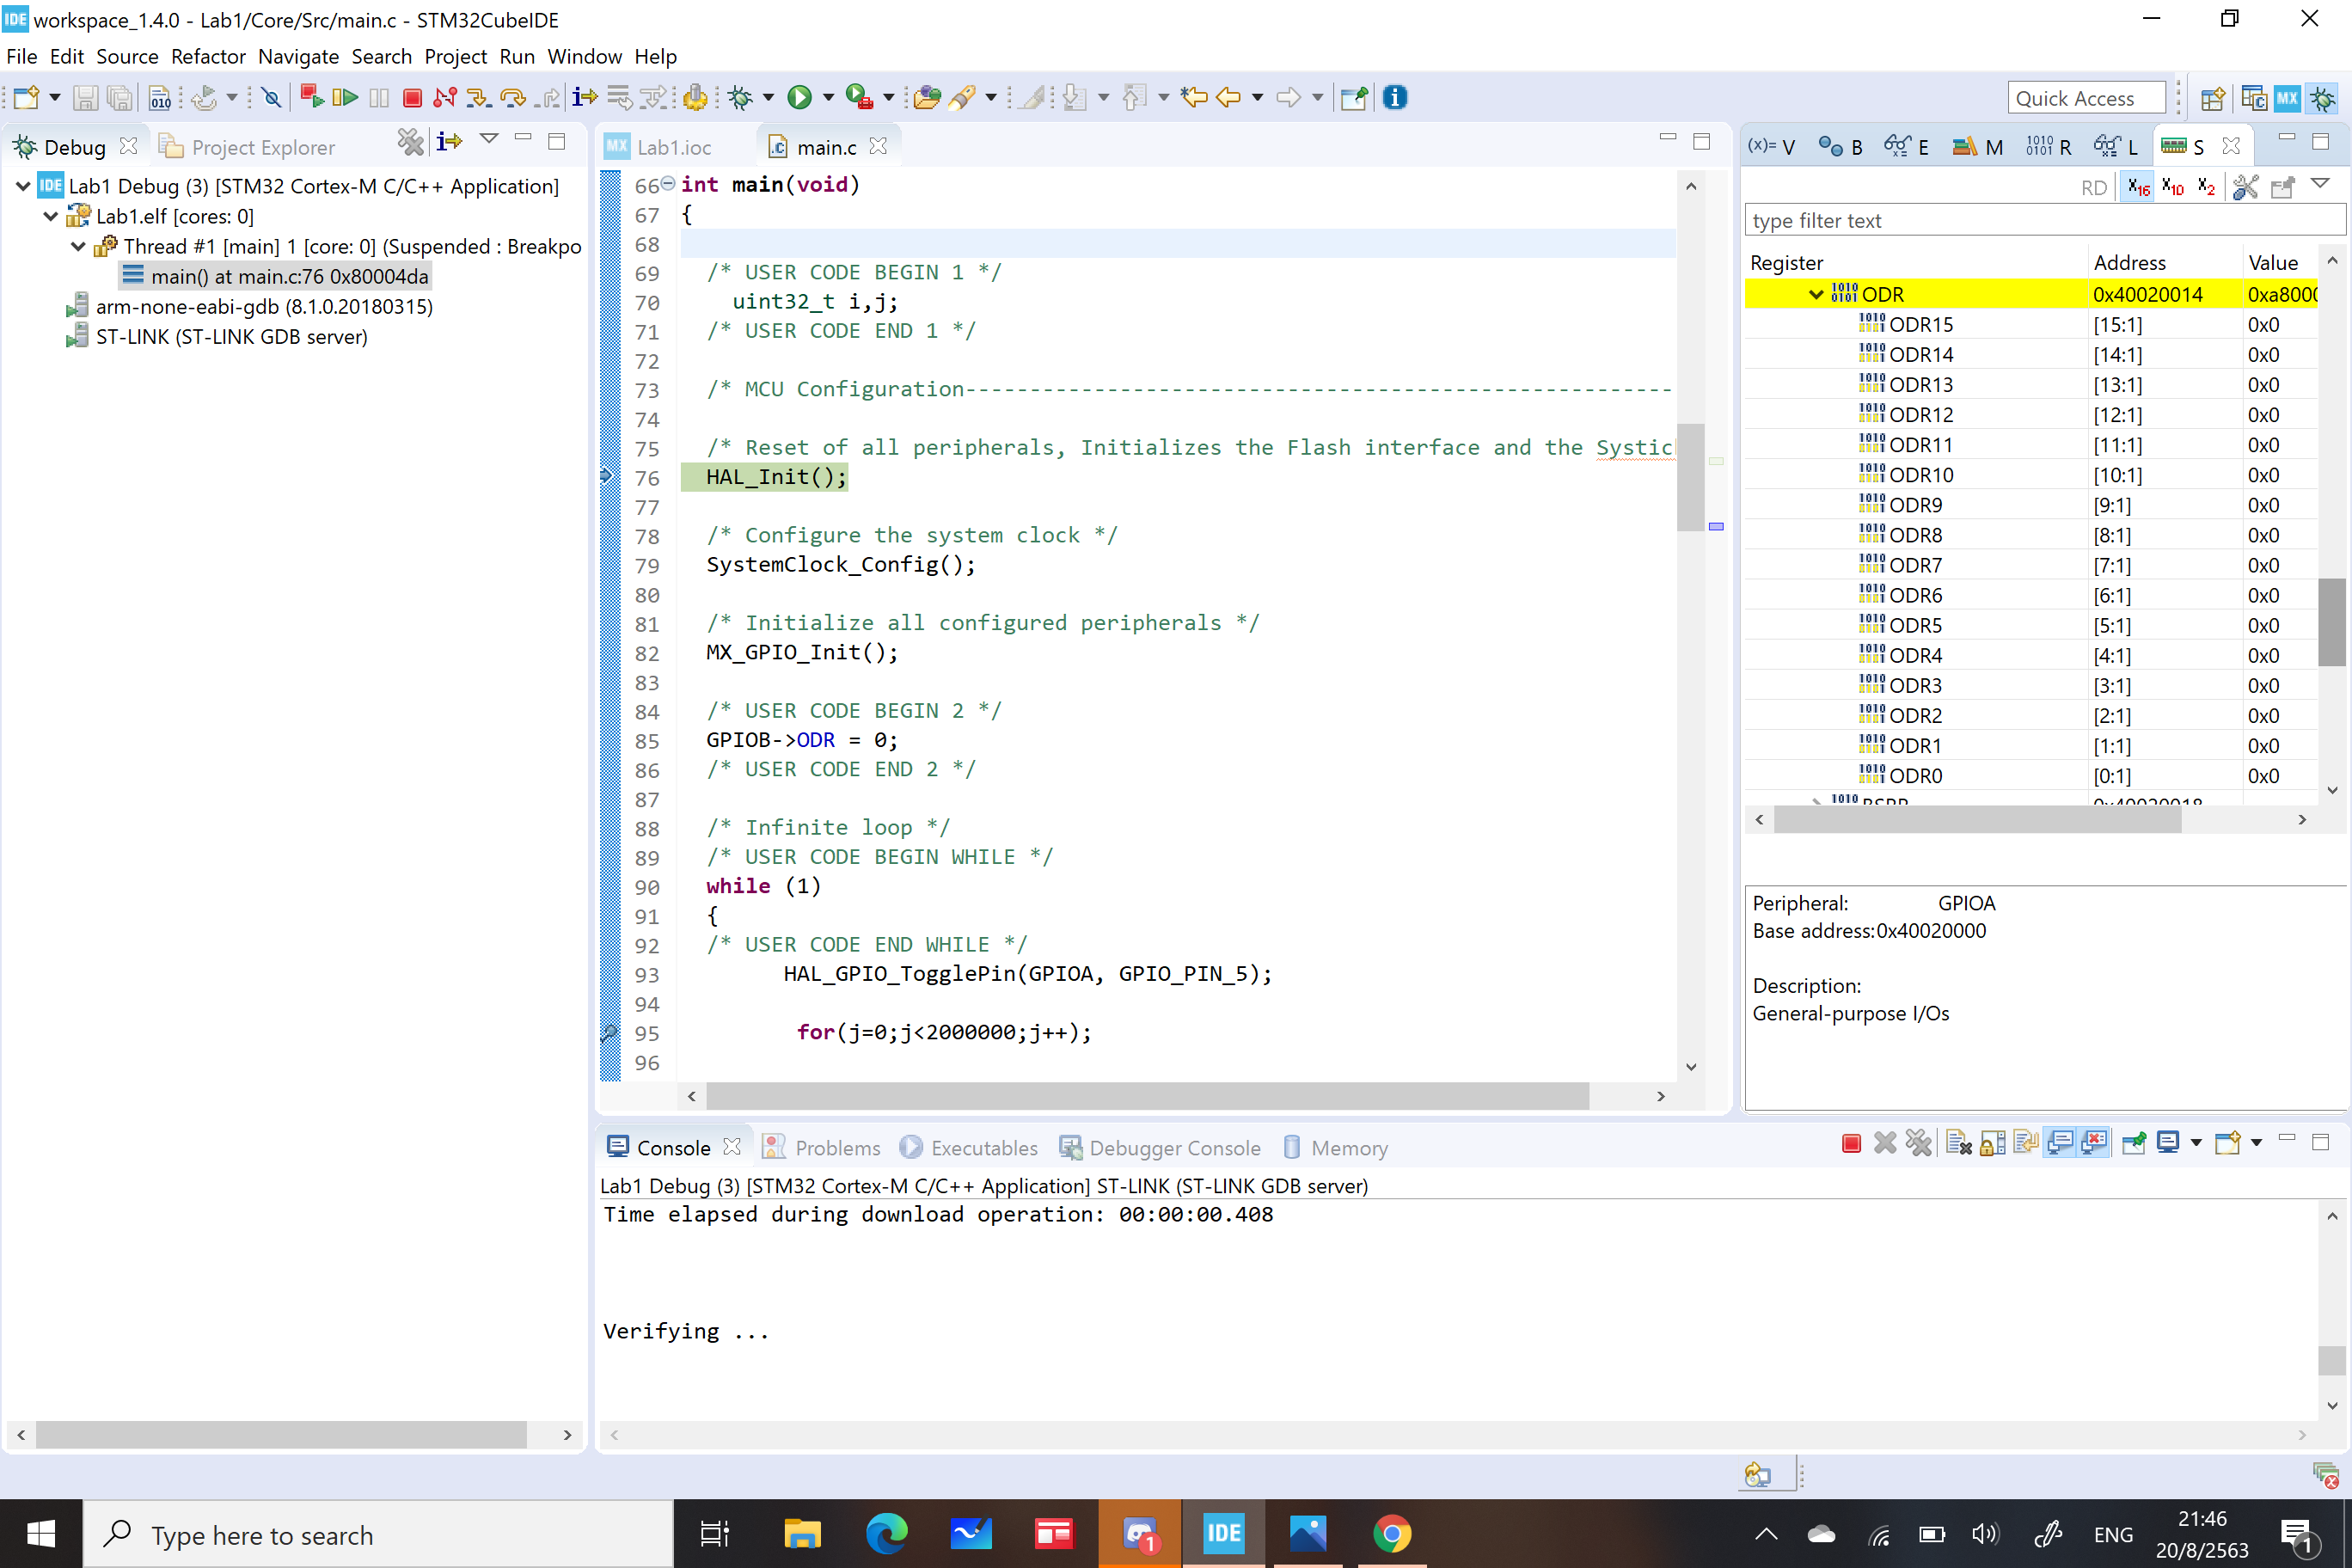 workspace_1.4.0 - Lab1/Core/Src/main.c - STM32CubeIDE
File Edit Source Refactor Navigate Search Project Run Window Help
Quick Access
Debug
Project Explorer
Lab1 Debug (3) [STM32 Cortex-M C/C++ Application]
Lab1.elf [cores: 0]
Thread #1 [main] 1 [core: 0] (Suspended : Breakpo
main() at main.c:76 0x80004da
arm-none-eabi-gdb (8.1.0.20180315)
ST-LINK (ST-LINK GDB server)
Lab1.ioc
main.c
66 int main(void)
67 {
68
69 /* USER CODE BEGIN 1 */
70 uint32_t i,j;
71 /* USER CODE END 1 */
72
73 /* MCU Configuration--------------------------------------------------------
74
75 /* Reset of all peripherals, Initializes the Flash interface and the Systic
76 HAL_Init();
77
78 /* Configure the system clock */
79 SystemClock_Config();
80
81 /* Initialize all configured peripherals */
82 MX_GPIO_Init();
83
84 /* USER CODE BEGIN 2 */
85 GPIOB->ODR = 0;
86 /* USER CODE END 2 */
87
88 /* Infinite loop */
89 /* USER CODE BEGIN WHILE */
90 while (1)
91 {
92 /* USER CODE END WHILE */
93 HAL_GPIO_TogglePin(GPIOA, GPIO_PIN_5);
94
95 for(j=0;j<2000000;j++);
96
(x)= V B E M R L S
RD X16 X10 X2
type filter text
Register Address Value
ODR 0x40020014 0xa8000
ODR15 [15:1] 0x0
ODR14 [14:1] 0x0
ODR13 [13:1] 0x0
ODR12 [12:1] 0x0
ODR11 [11:1] 0x0
ODR10 [10:1] 0x0
ODR9 [9:1] 0x0
ODR8 [8:1] 0x0
ODR7 [7:1] 0x0
ODR6 [6:1] 0x0
ODR5 [5:1] 0x0
ODR4 [4:1] 0x0
ODR3 [3:1] 0x0
ODR2 [2:1] 0x0
ODR1 [1:1] 0x0
ODR0 [0:1] 0x0
BSRR 0x40020018
Peripheral: GPIOA
Base address:0x40020000
Description:
General-purpose I/Os
Console Problems Executables Debugger Console Memory
Lab1 Debug (3) [STM32 Cortex-M C/C++ Application] ST-LINK (ST-LINK GDB server)
Time elapsed during download operation: 00:00:00.408
Verifying ...
Type here to search
IDE
1
ENG
21:46
20/8/2563
1